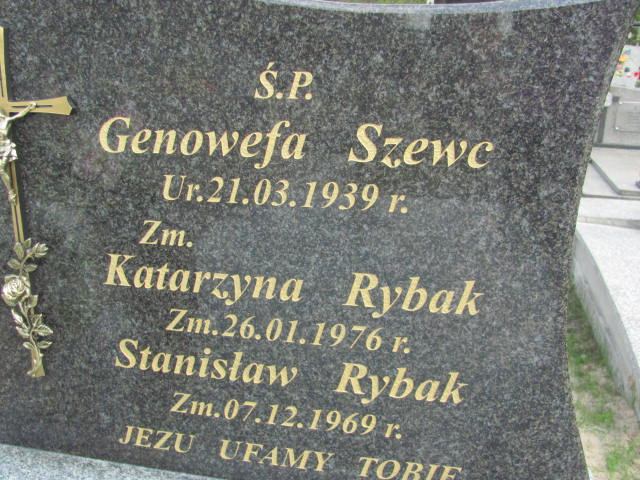 Ś.P.
Genowefa Szewc
Ur.21.03.1939 r.
Zm.
Katarzyna Rybak
Zm.26.01.1976 r.
Stanisław Rybak
Zm.07.12.1969 r.
JEZU UFAMY TOBIE